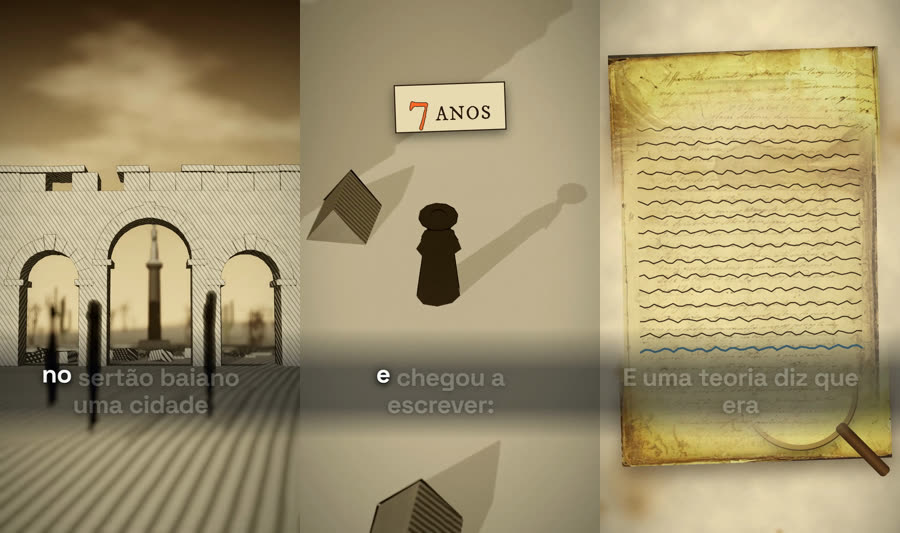 no sertão baiano
uma cidade
7 ANOS
e chegou a
escrever:
E uma teoria diz que
era